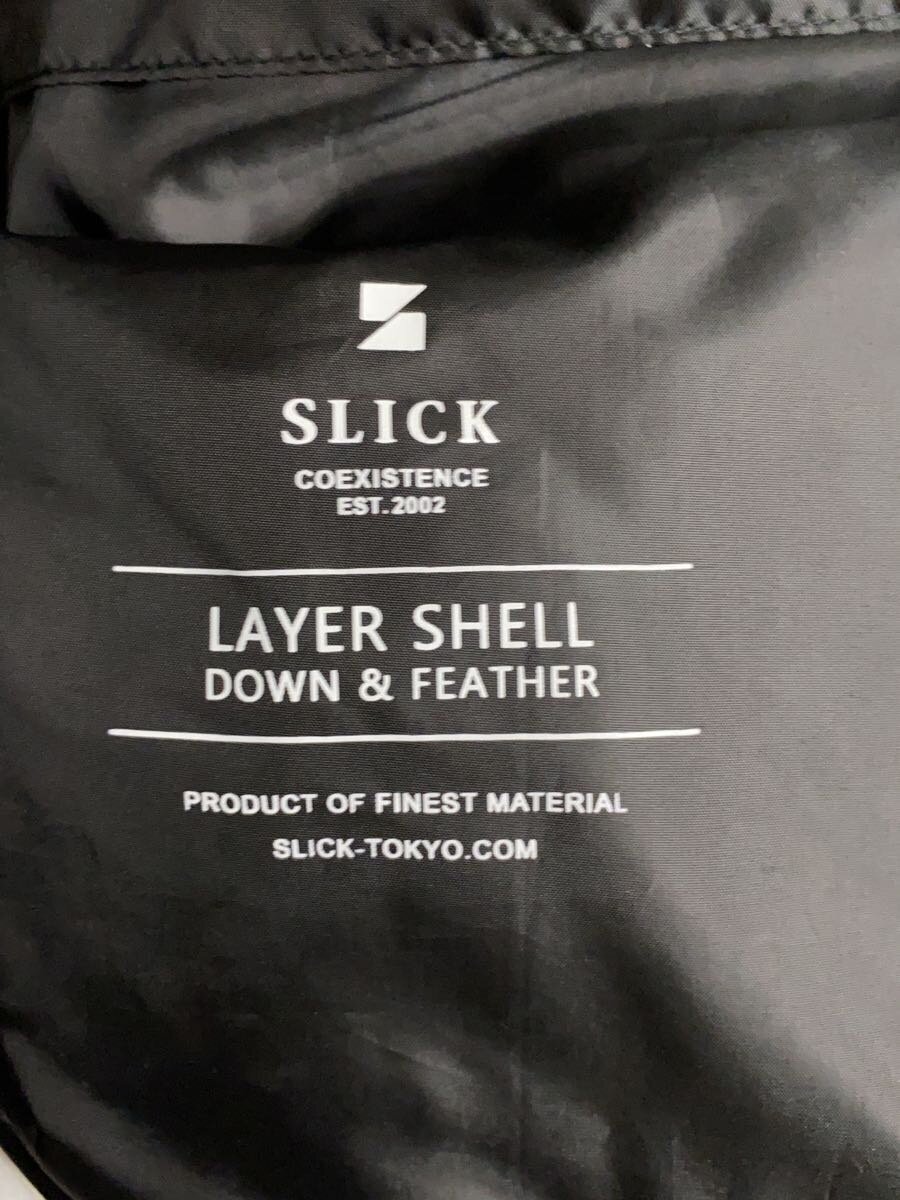 SLICK
COEXISTENCE
EST.2002
LAYER SHELL
DOWN & FEATHER
PRODUCT OF FINEST MATERIAL
SLICK-TOKYO.COM